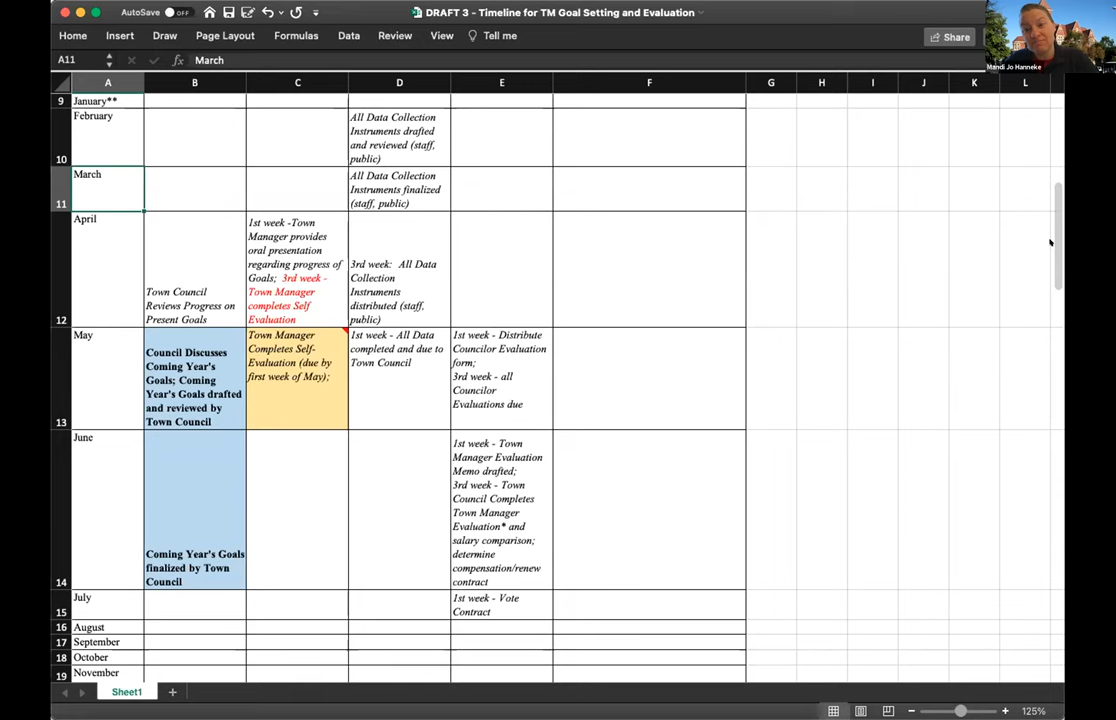 AutoSave OFF
DRAFT 3 - Timeline for TM Goal Setting and Evaluation
Home Insert Draw Page Layout Formulas Data Review View Tell me
Share
Mandi Jo Hanneke
A11 fx March
A B C D E F G H I J K L
9 January**
10 February
All Data Collection
Instruments drafted
and reviewed (staff,
public)
11 March
All Data Collection
Instruments finalized
(staff, public)
12 April
Town Council
Reviews Progress on
Present Goals
1st week -Town
Manager provides
oral presentation
regarding progress of
Goals; 3rd week -
Town Manager
completes Self
Evaluation
3rd week: All Data
Collection
Instruments
distributed (staff,
public)
13 May
Council Discusses
Coming Year's
Goals; Coming
Year's Goals drafted
and reviewed by
Town Council
Town Manager
Completes Self-
Evaluation (due by
first week of May);
1st week - All Data
completed and due to
Town Council
1st week - Distribute
Councilor Evaluation
form;
3rd week - all
Councilor
Evaluations due
14 June
Coming Year's Goals
finalized by Town
Council
1st week - Town
Manager Evaluation
Memo drafted;
3rd week - Town
Council Completes
Town Manager
Evaluation* and
salary comparison;
determine
compensation/renew
contract
15 July
1st week - Vote
Contract
16 August
17 September
18 October
19 November
Sheet1
125%